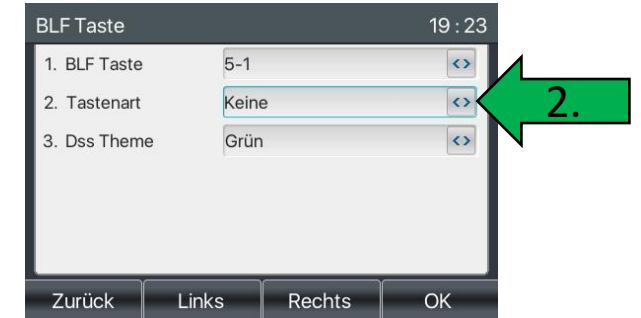 BLF Taste 19 : 23
1. BLF Taste 5-1 <>
2. Tastenart Keine <> 2.
3. Dss Theme Grün <>
Zurück Links Rechts OK